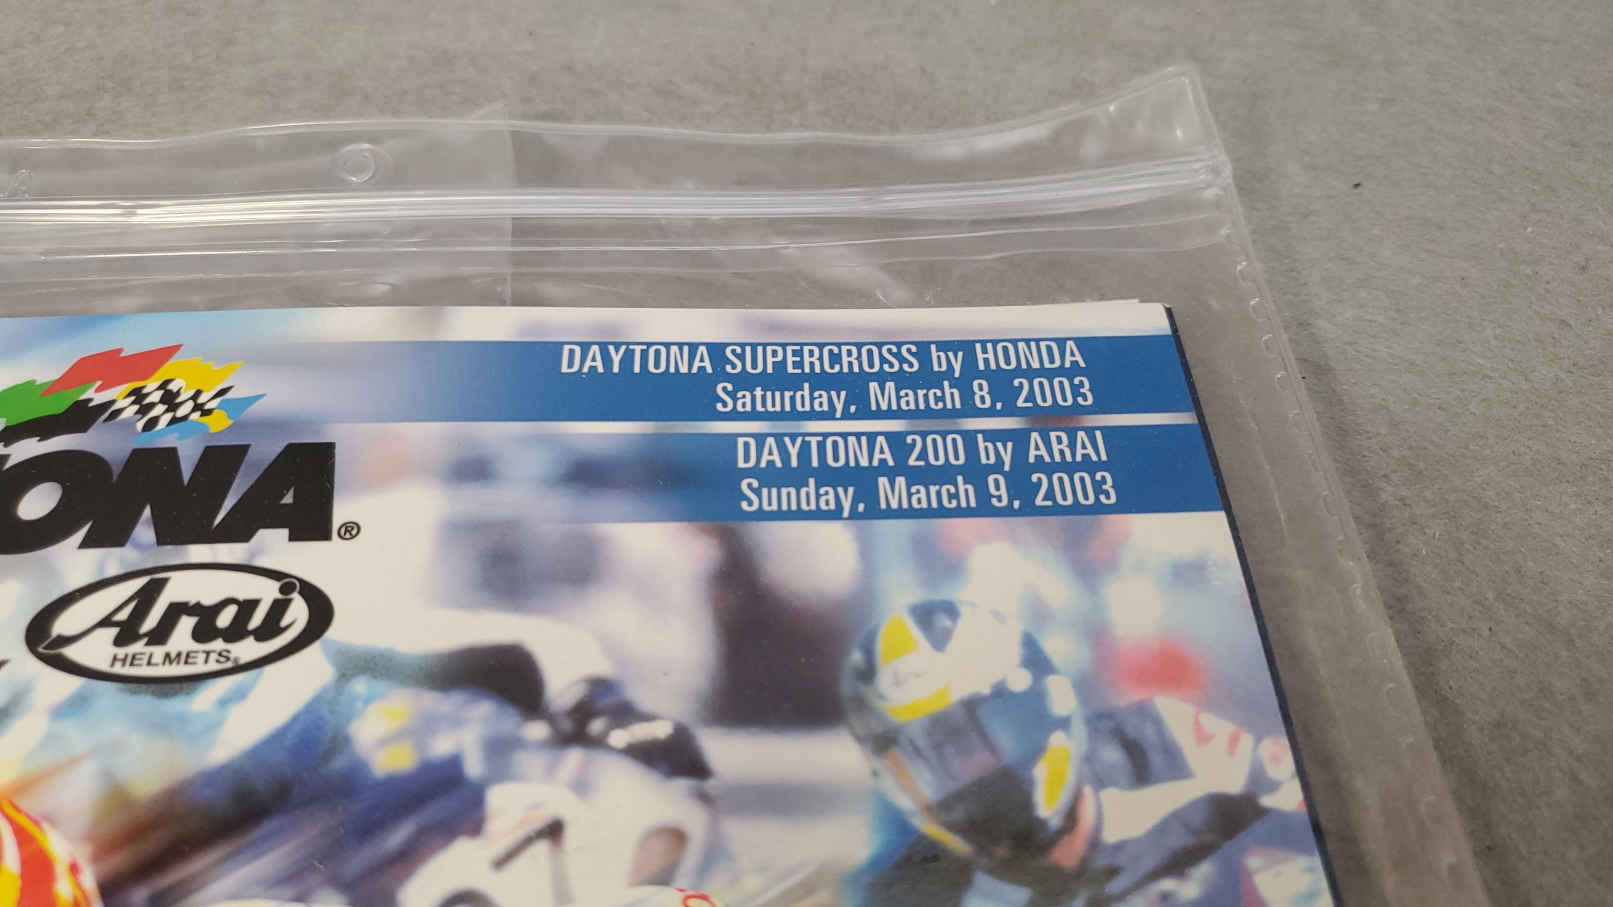 DAYTONA SUPERCROSS by HONDA
Saturday, March 8, 2003
DAYTONA 200 by ARAI
Sunday, March 9, 2003
ONA®
Arai
HELMETS®